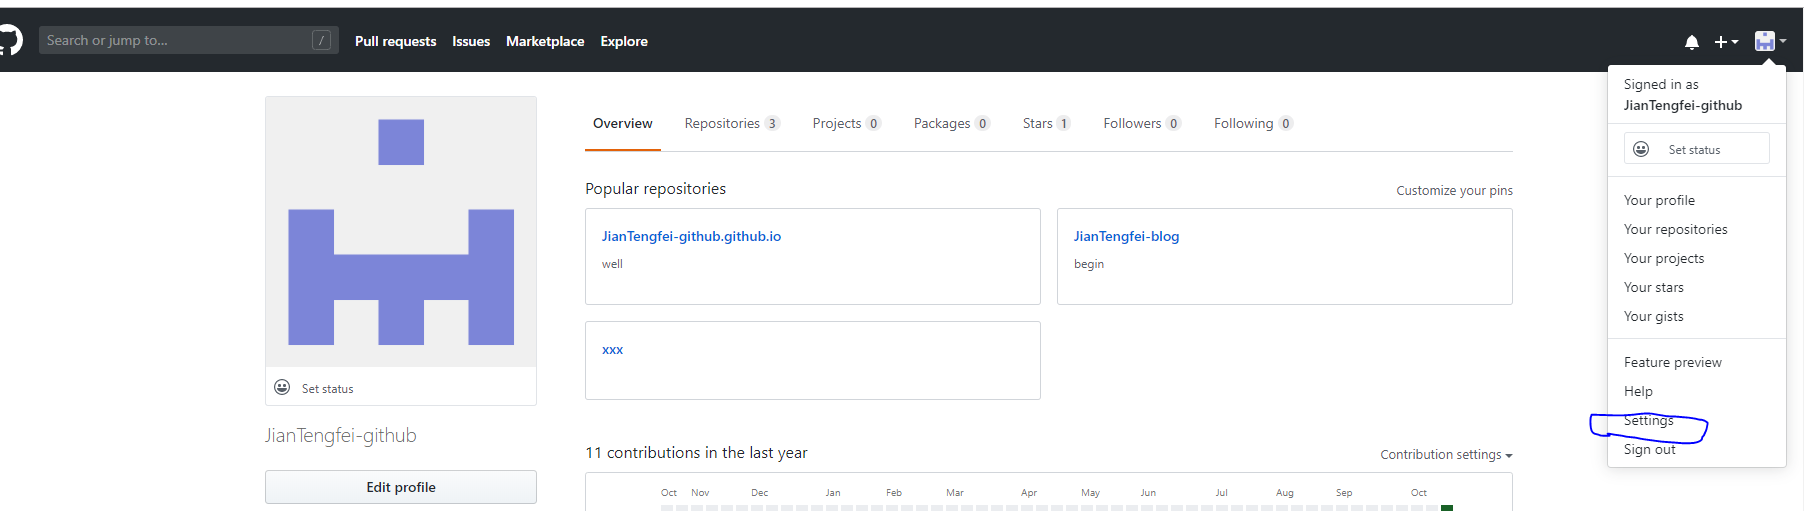 Search or jump to... /
Pull requests Issues Marketplace Explore
Signed in as
JianTengfei-github
Set status
Your profile
Your repositories
Your projects
Your stars
Your gists
Feature preview
Help
Settings
Sign out
Set status
JianTengfei-github
Edit profile
Overview Repositories 3 Projects 0 Packages 0 Stars 1 Followers 0 Following 0
Popular repositories Customize your pins
JianTengfei-github.github.io
well
JianTengfei-blog
begin
xxx
11 contributions in the last year Contribution settings
Oct Nov Dec Jan Feb Mar Apr May Jun Jul Aug Sep Oct